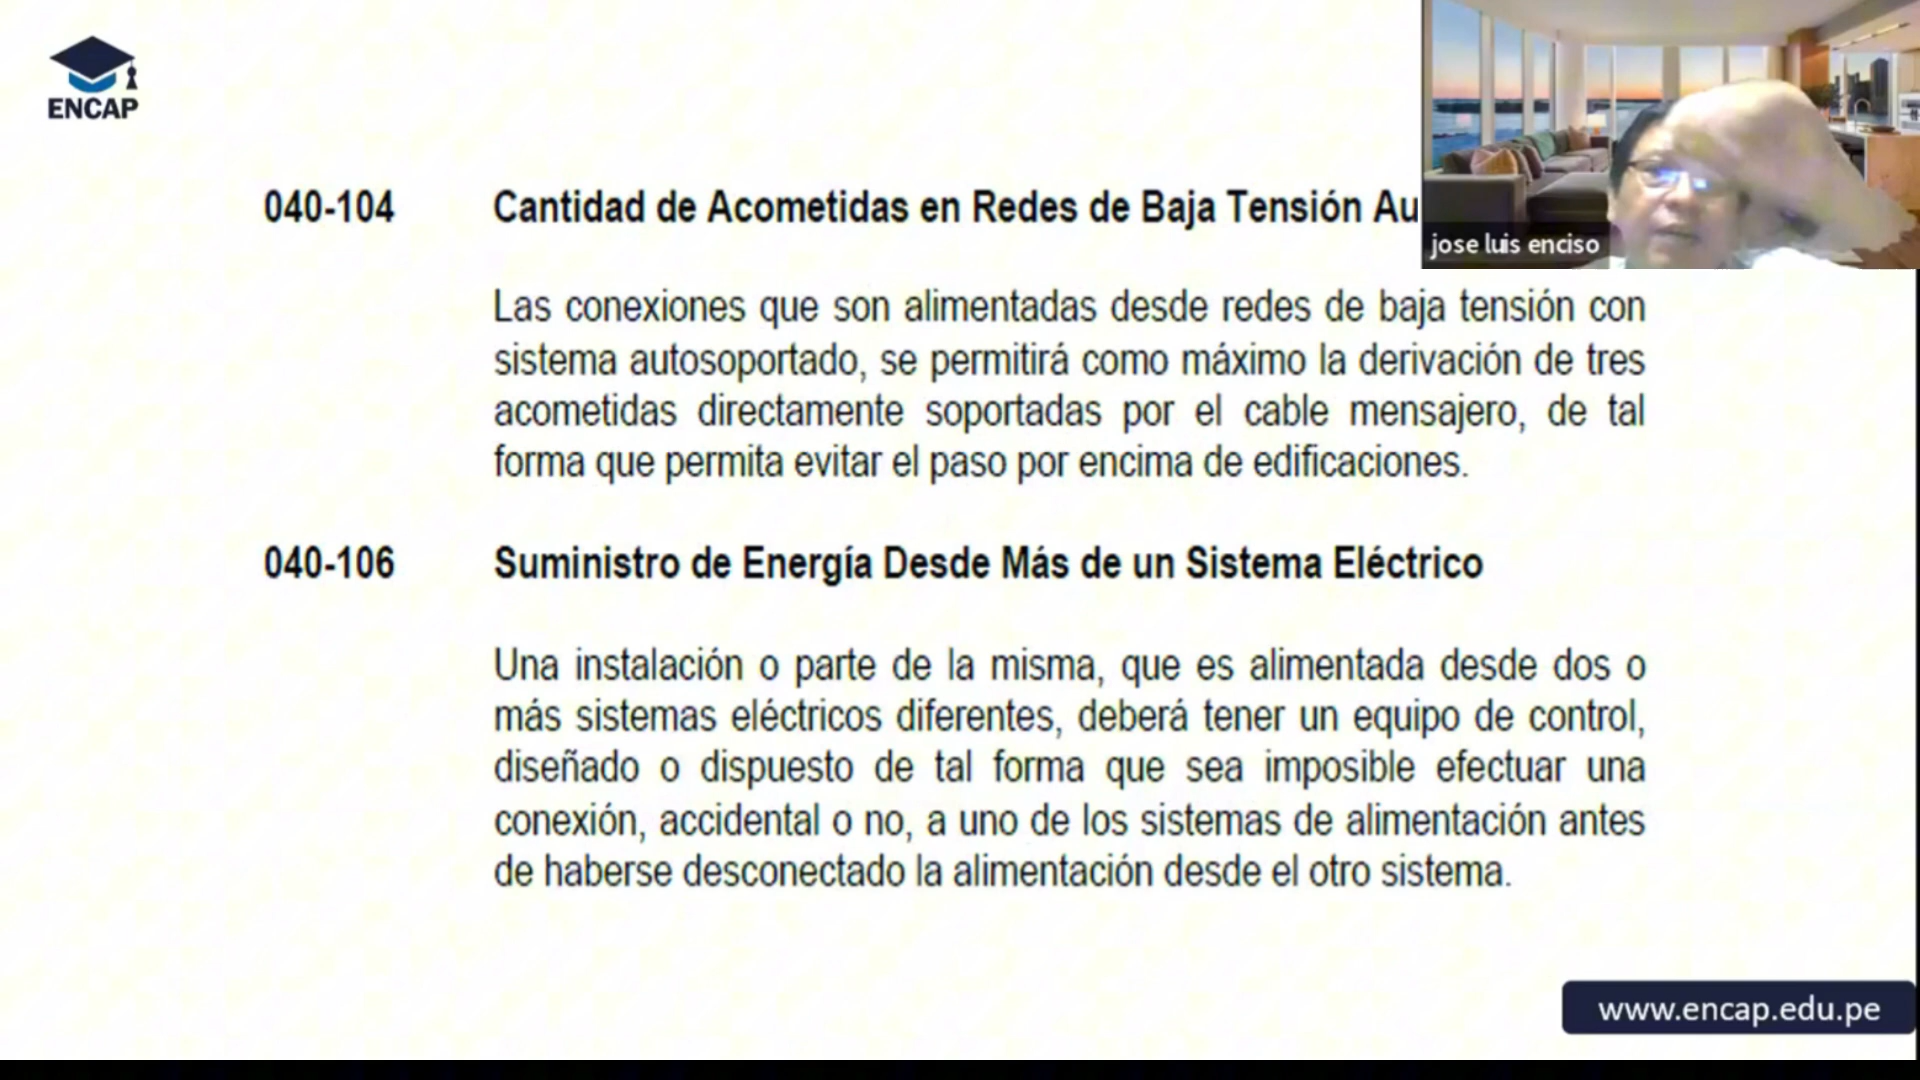 ENCAP
040-104 Cantidad de Acometidas en Redes de Baja Tensión
jose luis enciso
Las conexiones que son alimentadas desde redes de baja tensión con
sistema autosoportado, se permitirá como máximo la derivación de tres
acometidas directamente soportadas por el cable mensajero, de tal
forma que permita evitar el paso por encima de edificaciones.
040-106 Suministro de Energía Desde Más de un Sistema Eléctrico
Una instalación o parte de la misma, que es alimentada desde dos o
más sistemas eléctricos diferentes, deberá tener un equipo de control,
diseñado o dispuesto de tal forma que sea imposible efectuar una
conexión, accidental o no, a uno de los sistemas de alimentación antes
de haberse desconectado la alimentación desde el otro sistema.
www.encap.edu.pe